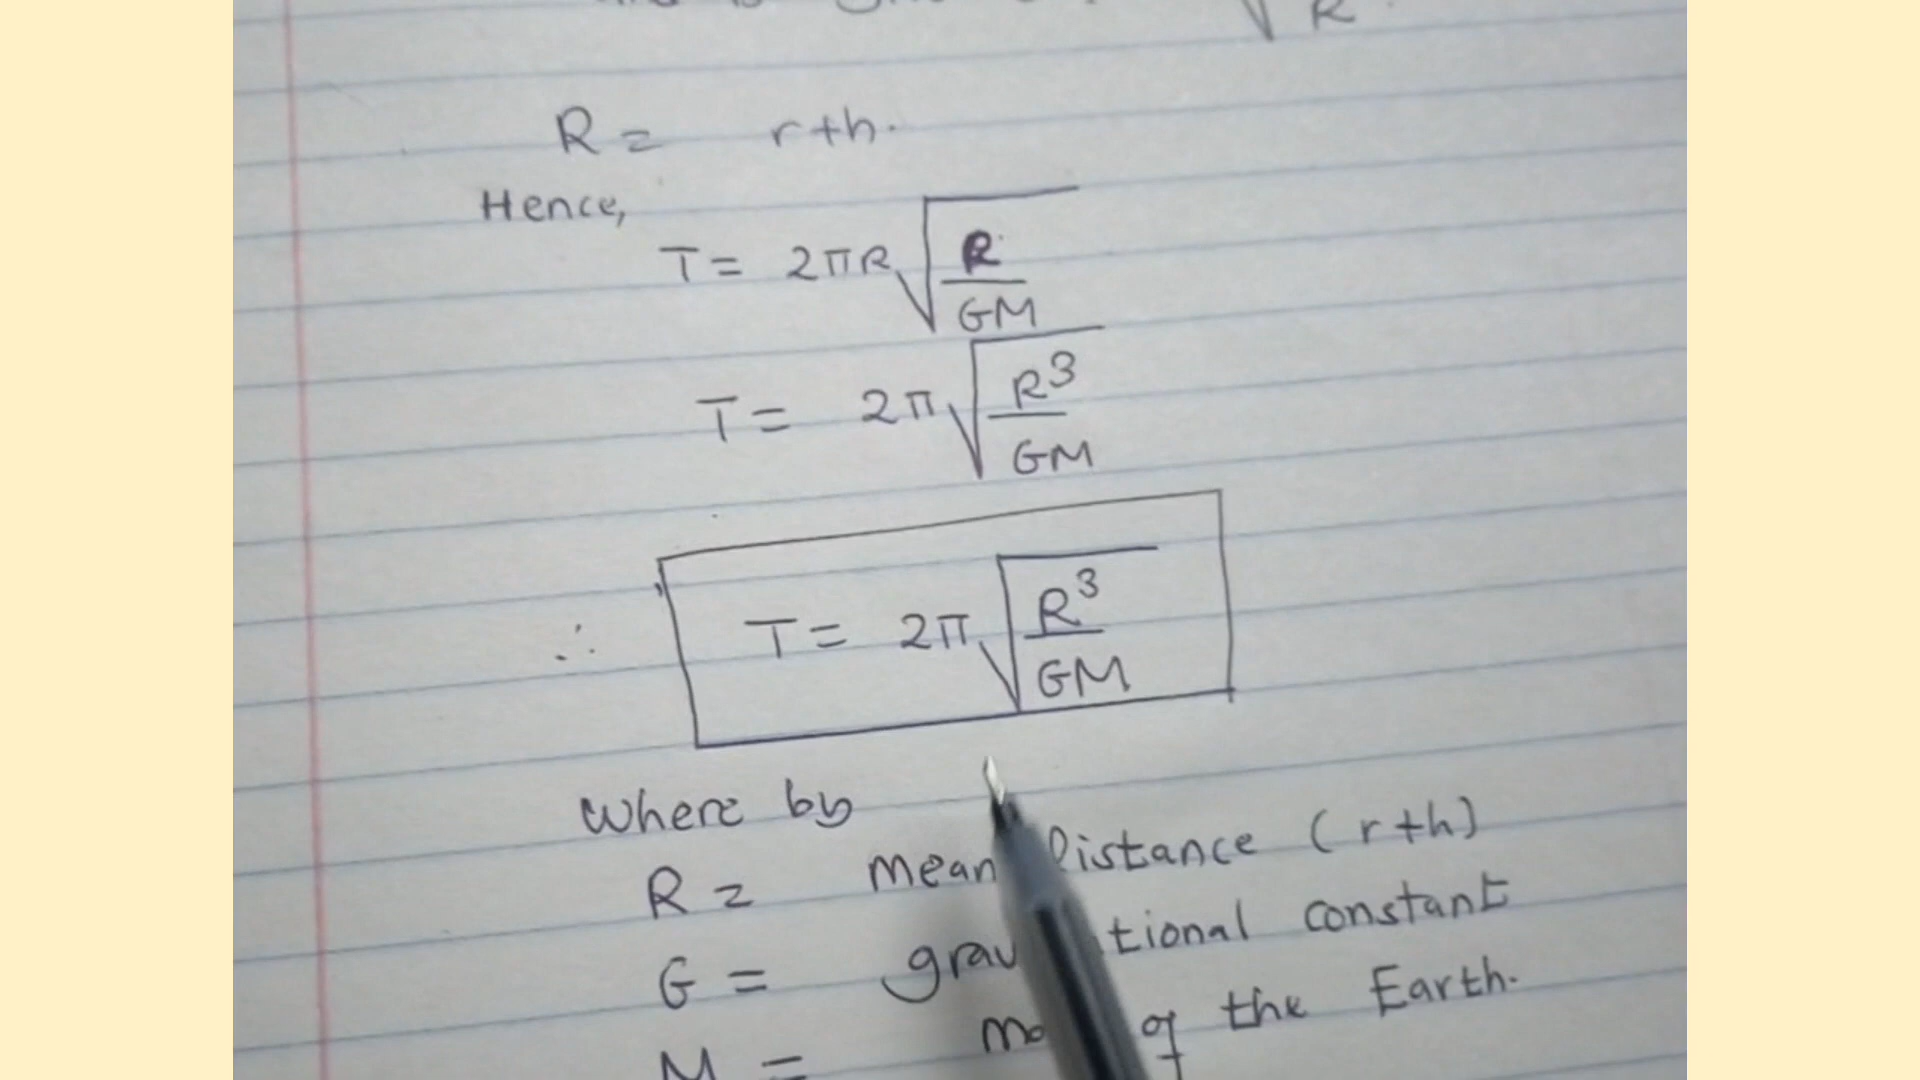 R = r+h.
Hence,
T = 2πR√(R/GM)
T = 2π√(R³/GM)
∴ T = 2π√(R³/GM)
Where by
R = mean Distance (r+h)
G = gravitational constant
M = of the Earth.